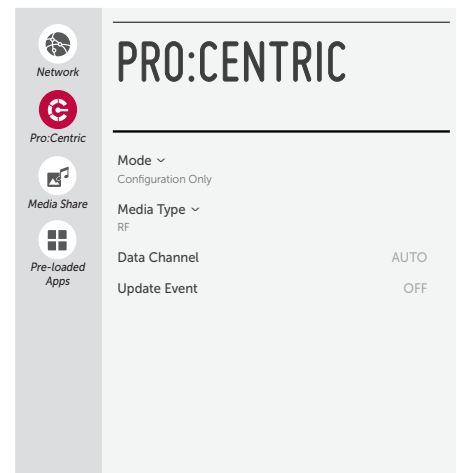 Network
Pro:Centric
Media Share
Pre-loaded
Apps
PRO:CENTRIC
Mode
Configuration Only
Media Type
RF
Data Channel AUTO
Update Event OFF